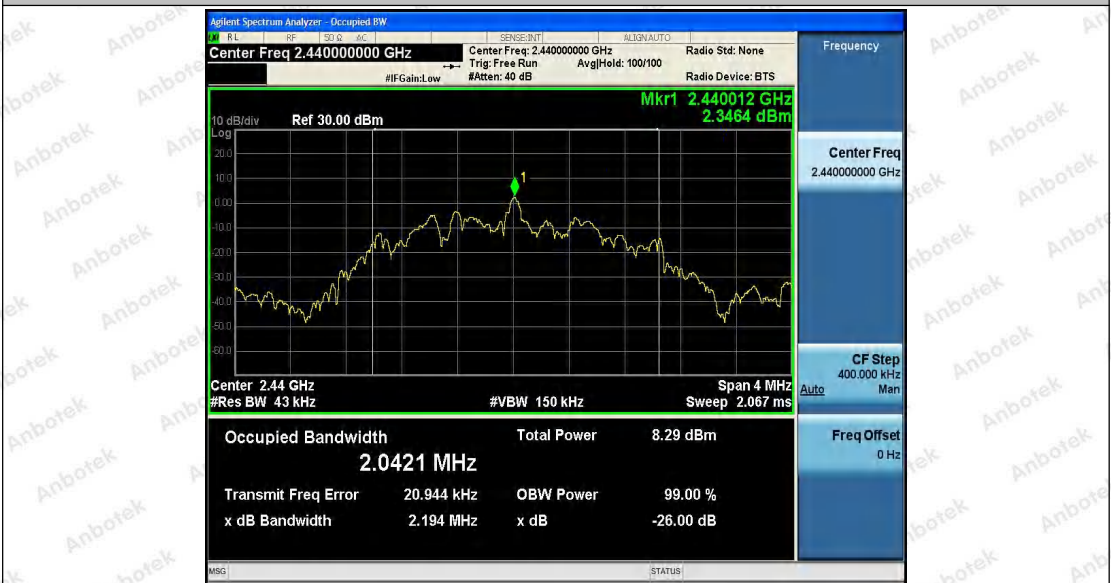 Agilent Spectrum Analyzer - Occupied BW
LXI RL RF 50 Ω AC SENSE:INT ALIGN AUTO
Center Freq 2.440000000 GHz
Center Freq: 2.440000000 GHz
Radio Std: None
Trig: Free Run Avg|Hold: 100/100
#IFGain:Low #Atten: 40 dB Radio Device: BTS
Frequency
Mkr1 2.440012 GHz
2.3464 dBm
10 dB/div Ref 30.00 dBm
Log
20.0
10.0
0.00
-10.0
-20.0
-30.0
-40.0
-50.0
-60.0
1
Center 2.44 GHz Span 4 MHz
#Res BW 43 kHz #VBW 150 kHz Sweep 2.067 ms
Center Freq
2.440000000 GHz
CF Step
400.000 kHz
Auto Man
Freq Offset
0 Hz
Occupied Bandwidth Total Power 8.29 dBm
2.0421 MHz
Transmit Freq Error 20.944 kHz OBW Power 99.00 %
x dB Bandwidth 2.194 MHz x dB -26.00 dB
MSG STATUS
Anbotek